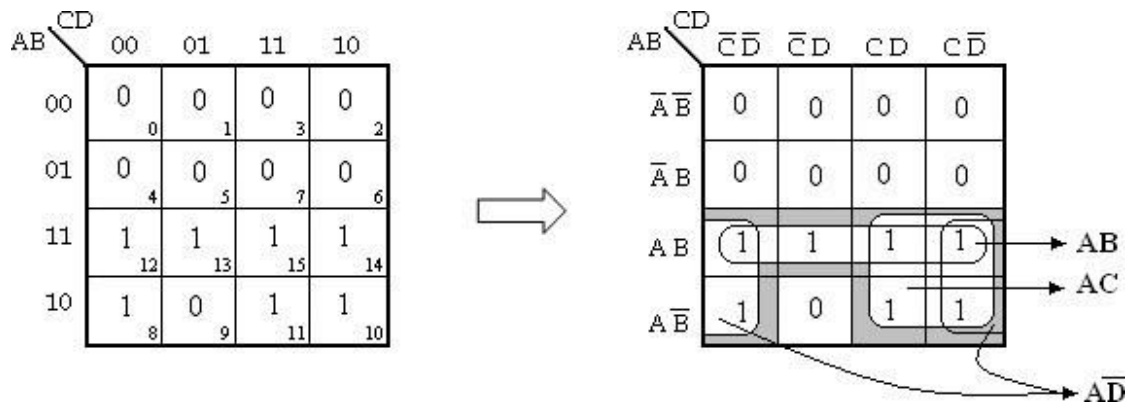 CD
AB 00 01 11 10
00 0 0 0 1 0 3 0 2
01 0 4 0 5 0 7 0 6
11 1 12 1 13 1 15 1 14
10 1 8 0 9 1 11 1 10
CD
AB C̅D̅ C̅D CD CD̅
A̅B̅ 0 0 0 0
A̅B 0 0 0 0
AB 1 1 1 1 AB
AC
AB̅ 1 0 1 1
AD̅